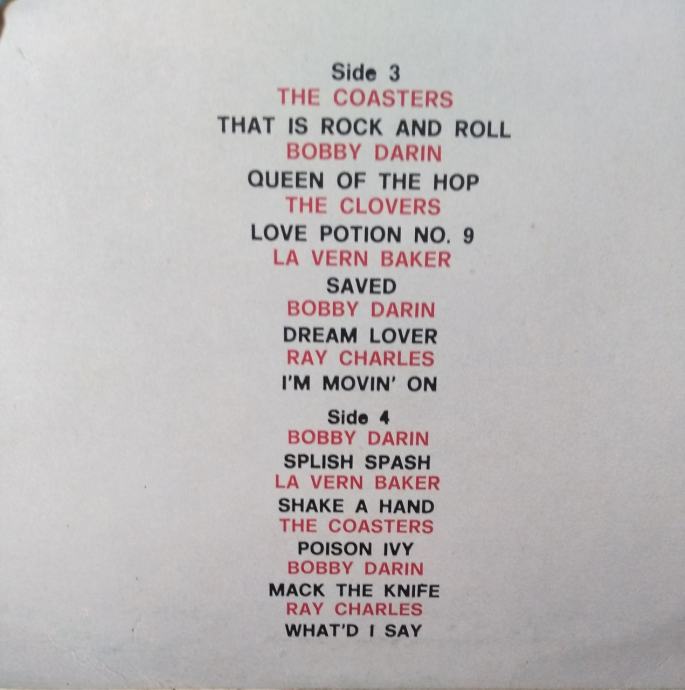 Side 3
THE COASTERS
THAT IS ROCK AND ROLL
BOBBY DARIN
QUEEN OF THE HOP
THE CLOVERS
LOVE POTION NO. 9
LA VERN BAKER
SAVED
BOBBY DARIN
DREAM LOVER
RAY CHARLES
I'M MOVIN' ON
Side 4
BOBBY DARIN
SPLISH SPASH
LA VERN BAKER
SHAKE A HAND
THE COASTERS
POISON IVY
BOBBY DARIN
MACK THE KNIFE
RAY CHARLES
WHAT'D I SAY